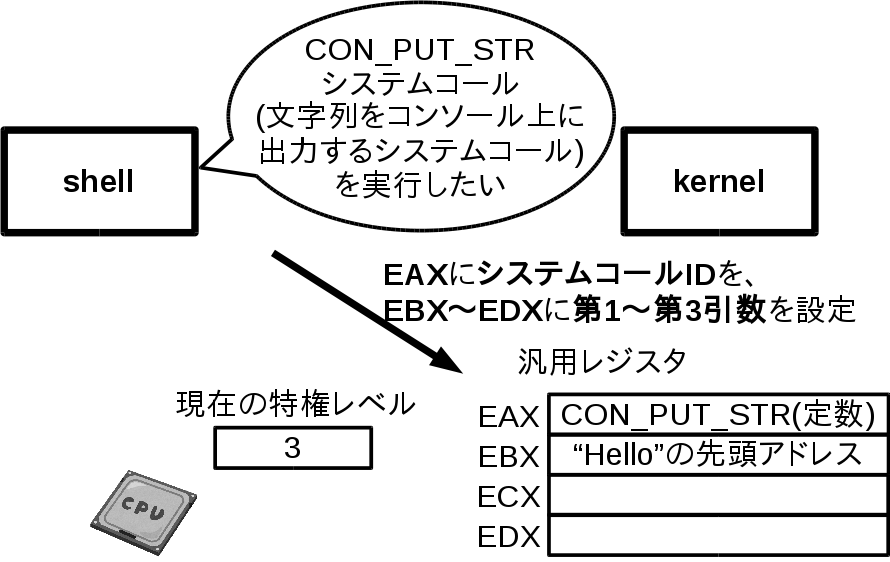 CON_PUT_STR
システムコール
(文字列をコンソール上に
出力するシステムコール)
を実行したい
shell
kernel
EAXにシステムコールIDを、
EBX～EDXに第1～第3引数を設定
汎用レジスタ
現在の特権レベル
3
EAX CON_PUT_STR(定数)
EBX “Hello”の先頭アドレス
ECX
EDX
CPU